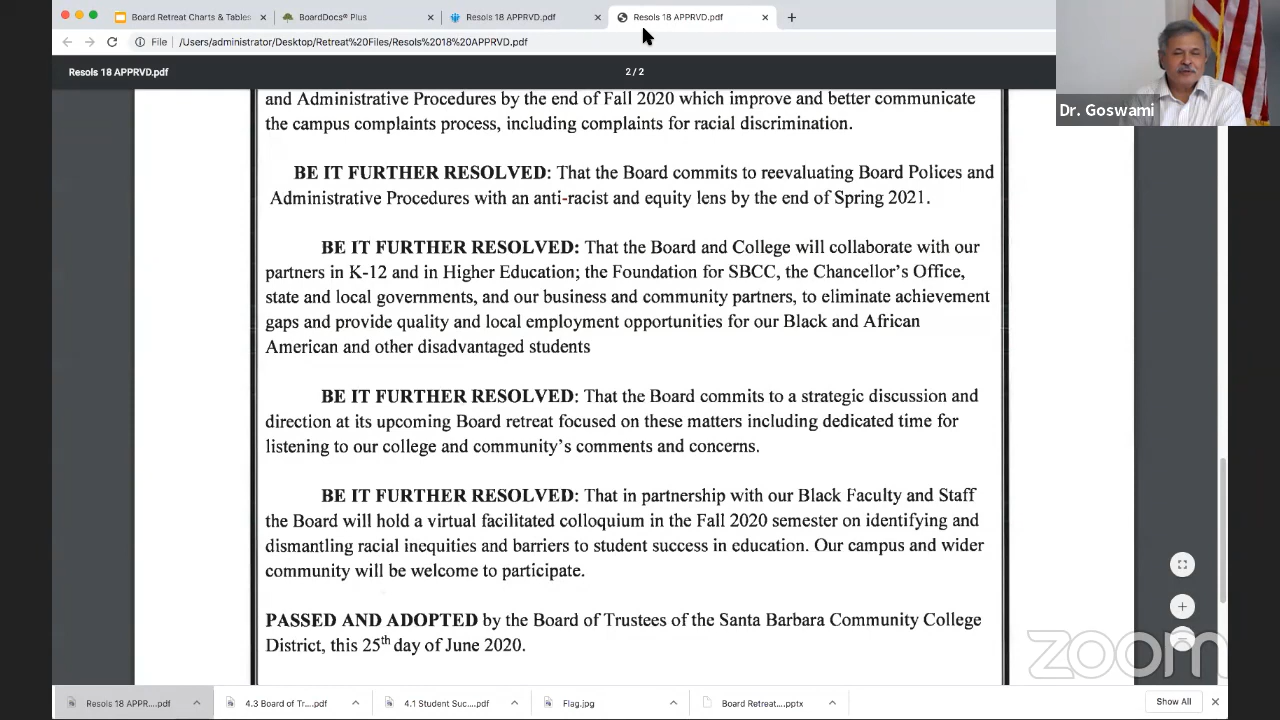 Board Retreat Charts & Tables
BoardDocs® Plus
Resols 18 APPRVD.pdf
Resols 18 APPRVD.pdf
File
/Users/administrator/Desktop/Retreat%20Files/Resols%2018%20APPRVD.pdf
Resols 18 APPRVD.pdf
2 / 2
Dr. Goswami
and Administrative Procedures by the end of Fall 2020 which improve and better communicate
the campus complaints process, including complaints for racial discrimination.
BE IT FURTHER RESOLVED: That the Board commits to reevaluating Board Polices and
Administrative Procedures with an anti-racist and equity lens by the end of Spring 2021.
BE IT FURTHER RESOLVED: That the Board and College will collaborate with our
partners in K-12 and in Higher Education; the Foundation for SBCC, the Chancellor's Office,
state and local governments, and our business and community partners, to eliminate achievement
gaps and provide quality and local employment opportunities for our Black and African
American and other disadvantaged students
BE IT FURTHER RESOLVED: That the Board commits to a strategic discussion and
direction at its upcoming Board retreat focused on these matters including dedicated time for
listening to our college and community's comments and concerns.
BE IT FURTHER RESOLVED: That in partnership with our Black Faculty and Staff
the Board will hold a virtual facilitated colloquium in the Fall 2020 semester on identifying and
dismantling racial inequities and barriers to student success in education. Our campus and wider
community will be welcome to participate.
PASSED AND ADOPTED by the Board of Trustees of the Santa Barbara Community College
District, this 25th day of June 2020.
zoom
Resols 18 APPR....pdf
4.3 Board of Tr....pdf
4.1 Student Suc....pdf
Flag.jpg
Board Retreat....pptx
Show All